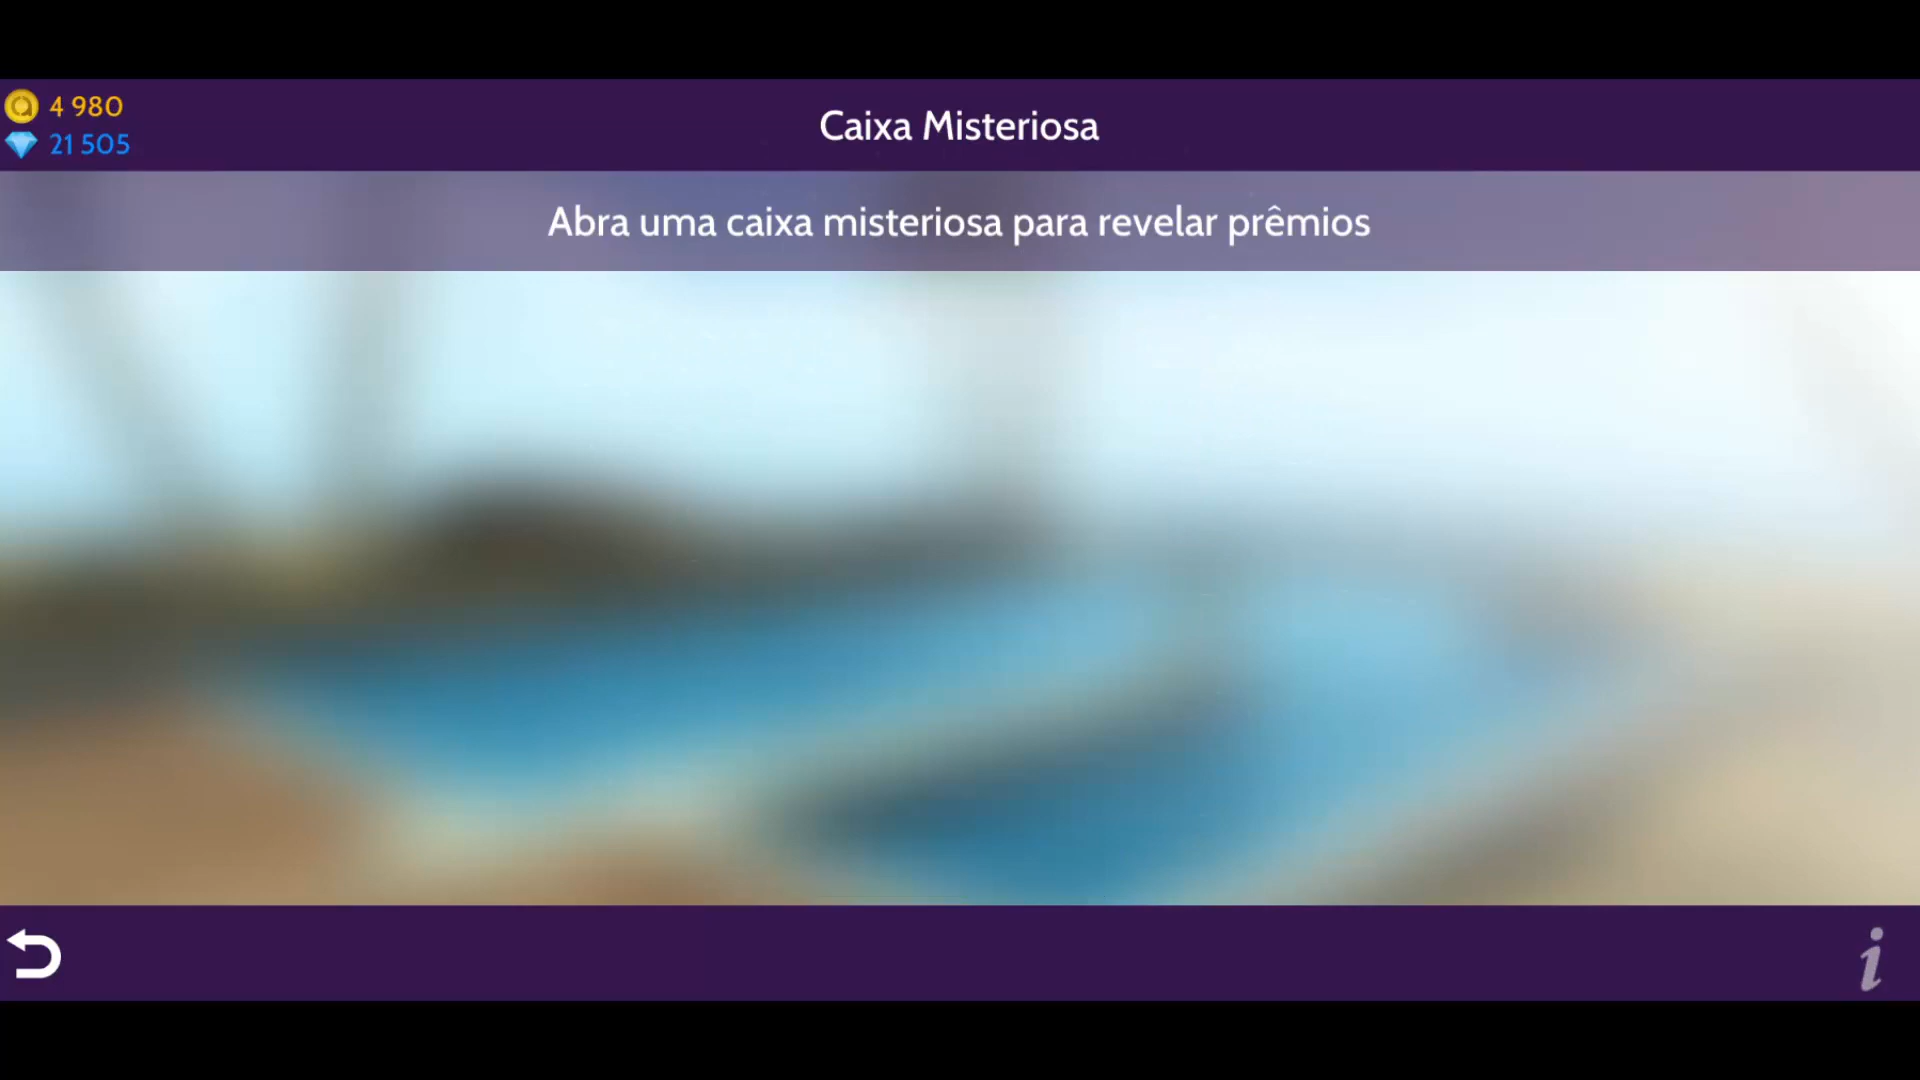 4 980
21 505
Caixa Misteriosa
Abra uma caixa misteriosa para revelar prêmios
i